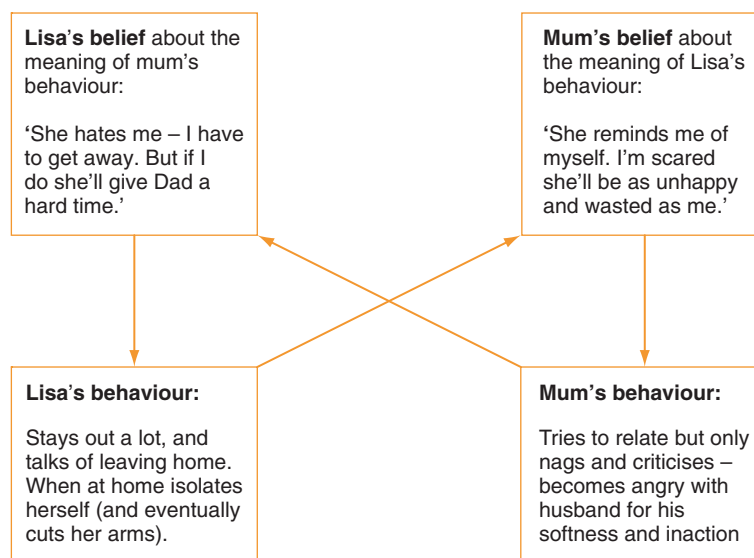 Lisa's belief about the
meaning of mum's
behaviour:
‘She hates me – I have
to get away. But if I
do she'll give Dad a
hard time.’
Mum's belief about
the meaning of Lisa's
behaviour:
‘She reminds me of
myself. I'm scared
she'll be as unhappy
and wasted as me.’
Lisa's behaviour:
Stays out a lot, and
talks of leaving home.
When at home isolates
herself (and eventually
cuts her arms).
Mum's behaviour:
Tries to relate but only
nags and criticises –
becomes angry with
husband for his
softness and inaction